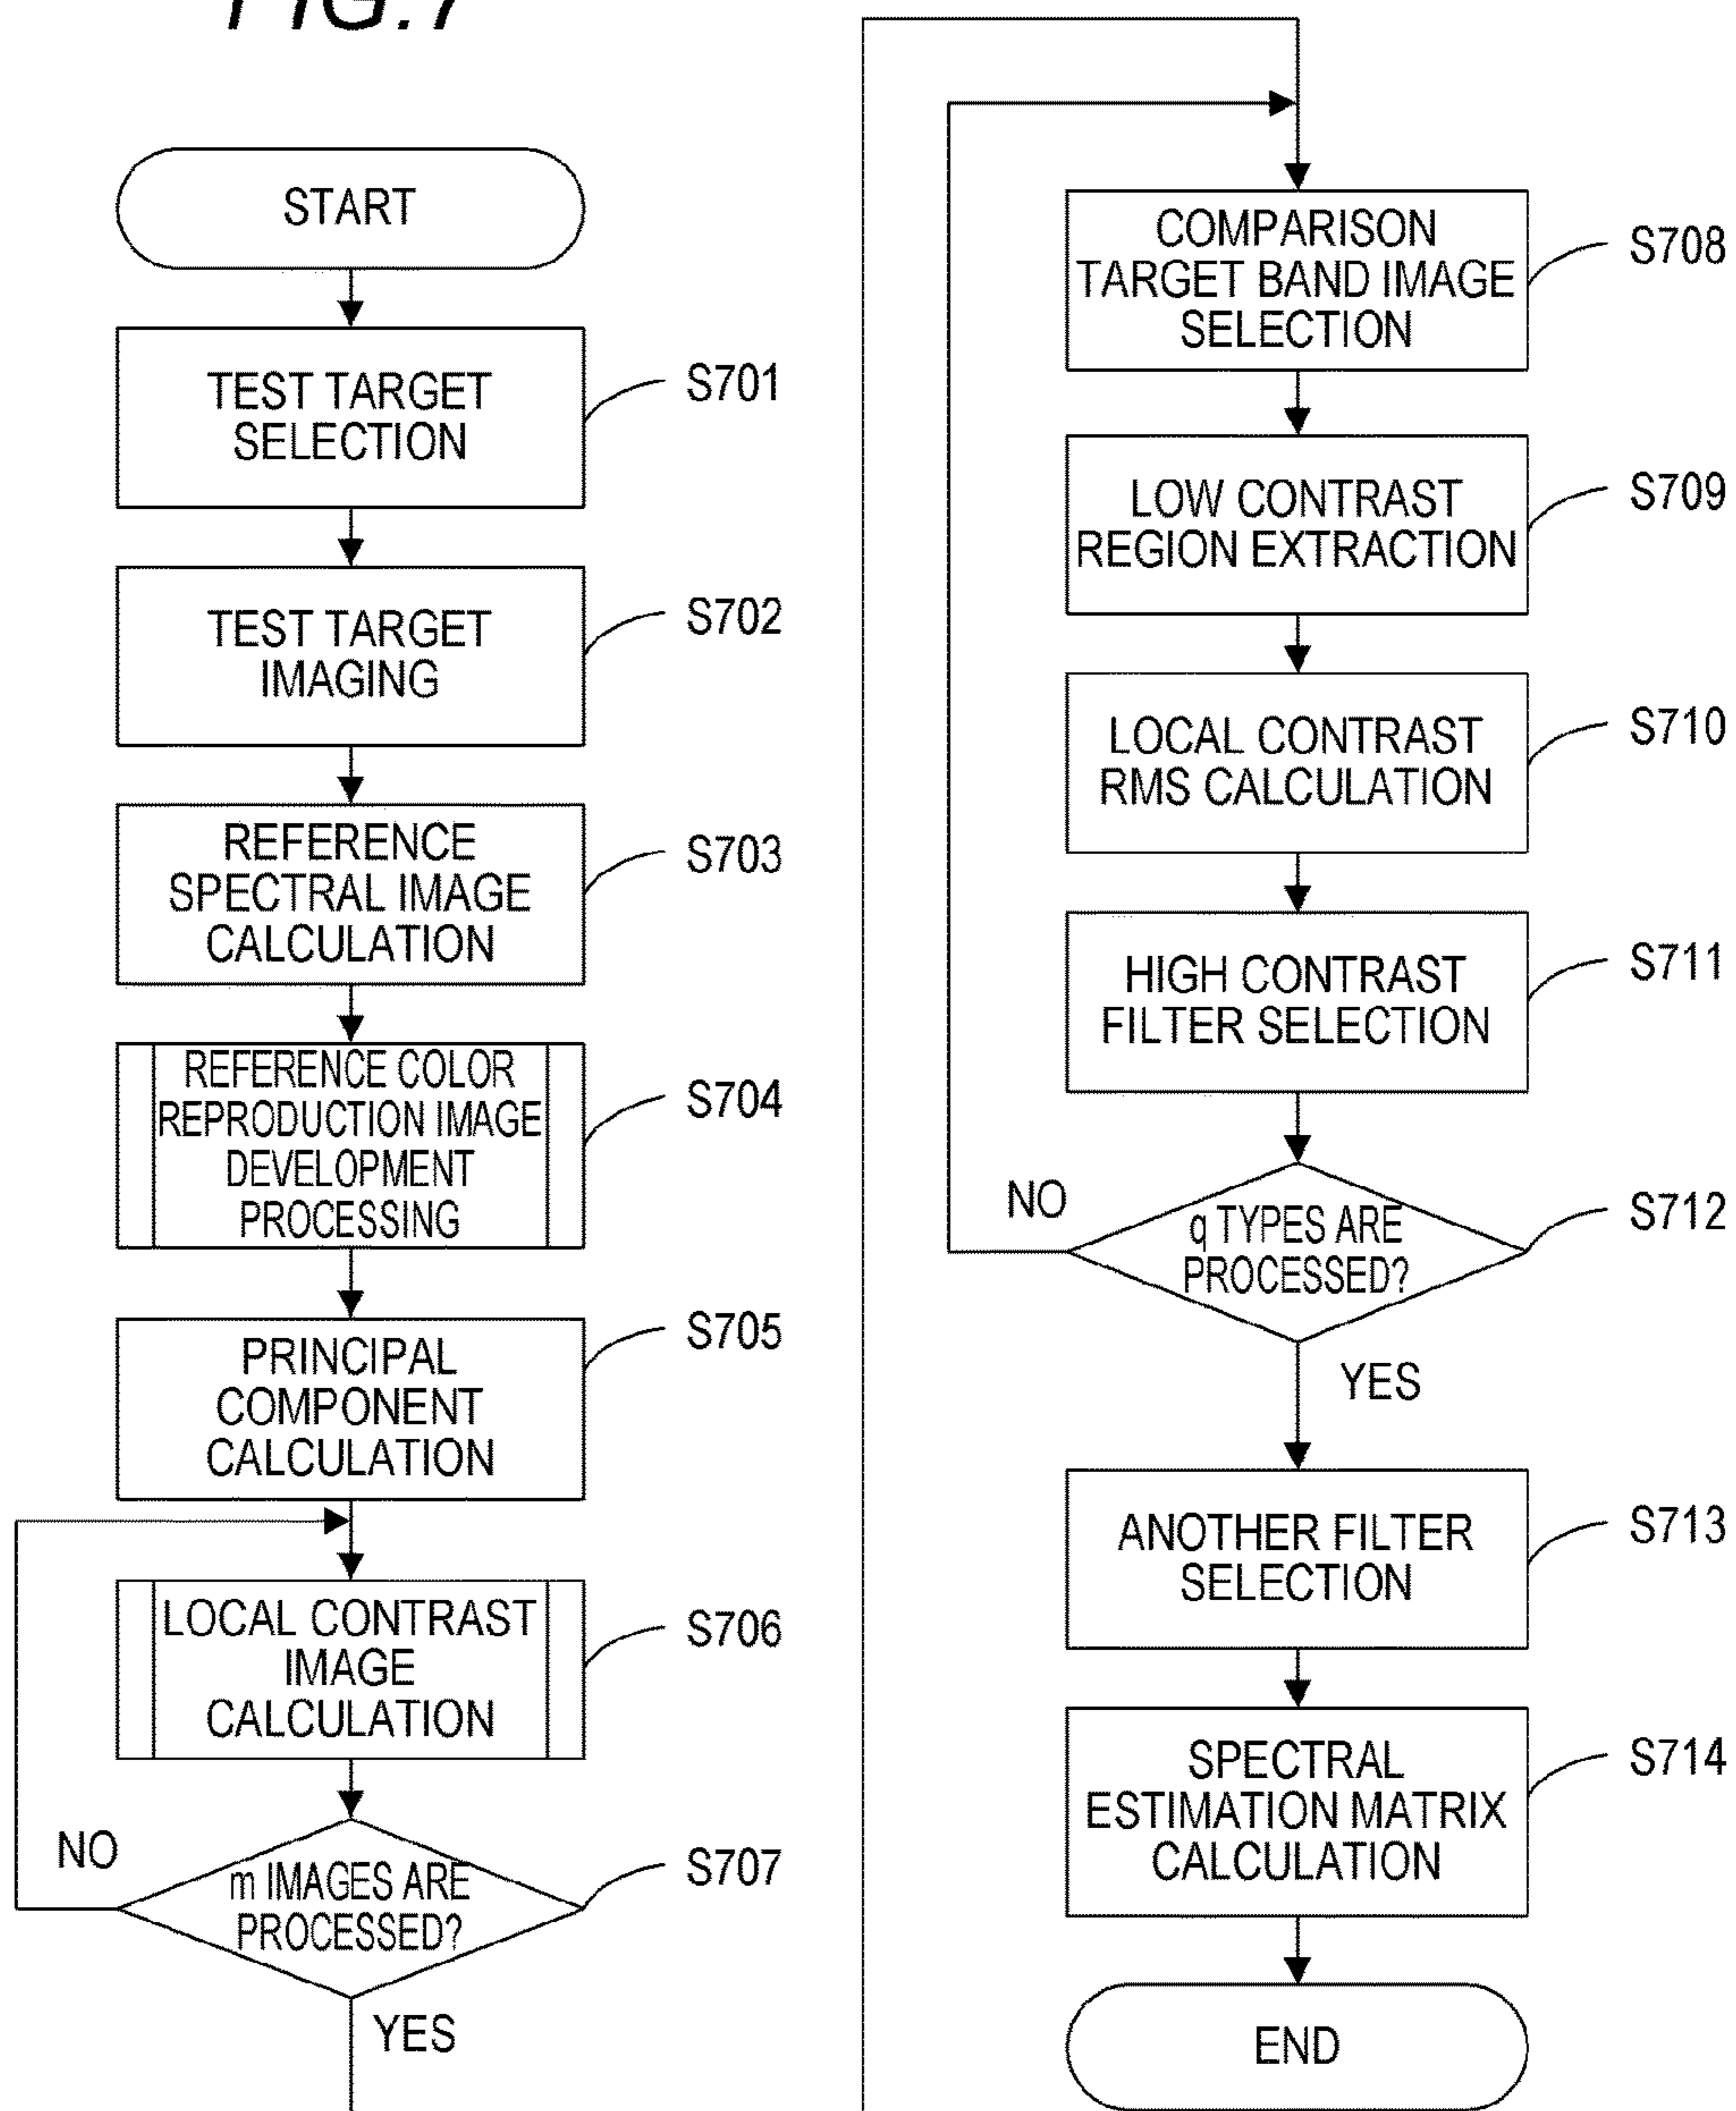 FIG.7
START
TEST TARGET
SELECTION
S701
TEST TARGET
IMAGING
S702
REFERENCE
SPECTRAL IMAGE
CALCULATION
S703
REFERENCE COLOR
REPRODUCTION IMAGE
DEVELOPMENT
PROCESSING
S704
PRINCIPAL
COMPONENT
CALCULATION
S705
LOCAL CONTRAST
IMAGE
CALCULATION
S706
m IMAGES ARE
PROCESSED?
S707
NO
YES
COMPARISON
TARGET BAND IMAGE
SELECTION
S708
LOW CONTRAST
REGION EXTRACTION
S709
LOCAL CONTRAST
RMS CALCULATION
S710
HIGH CONTRAST
FILTER SELECTION
S711
q TYPES ARE
PROCESSED?
S712
NO
YES
ANOTHER FILTER
SELECTION
S713
SPECTRAL
ESTIMATION MATRIX
CALCULATION
S714
END